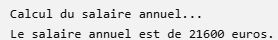 Calcul du salaire annuel...
Le salaire annuel est de 21600 euros.